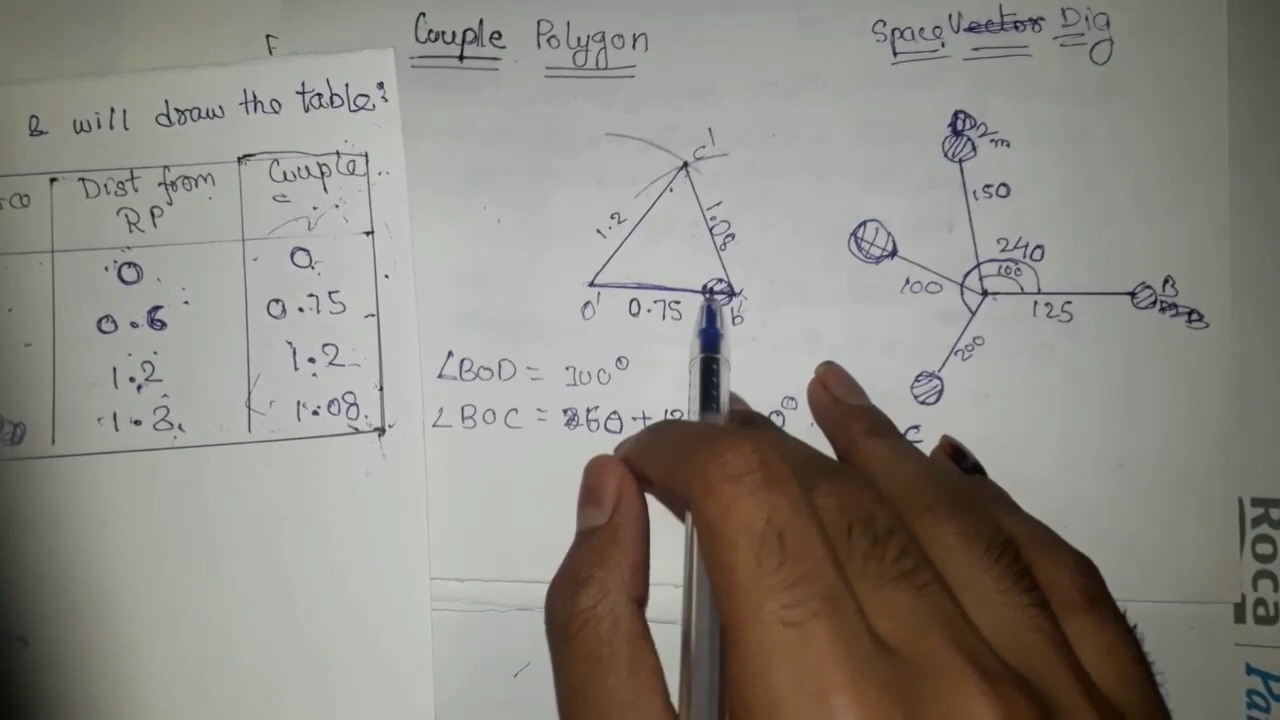 F
& will draw the table:
Dist from
RP
Couple
0
0
0.6
0.75
1.2
1.2
1.8
1.08
Couple Polygon
c'
1.2
1.08
o'
0.75
b'
∠BOD = 100°
∠BOC =
Space Vector Dig
2
m
150
240
100
100
B
125
200
C
Roca
Pa